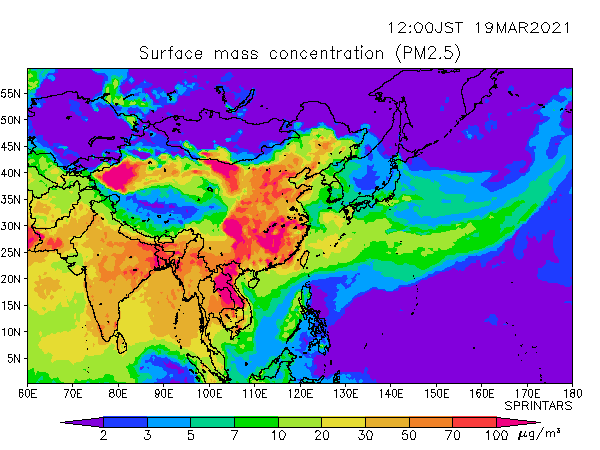 12:00JST 19MAR2021
Surface mass concentration (PM2.5)
55N
50N
45N
40N
35N
30N
25N
20N
15N
10N
5N
60E 70E 80E 90E 100E 110E 120E 130E 140E 150E 160E 170E 180
SPRINTARS
2 3 5 7 10 20 30 50 70 100 μg/m³